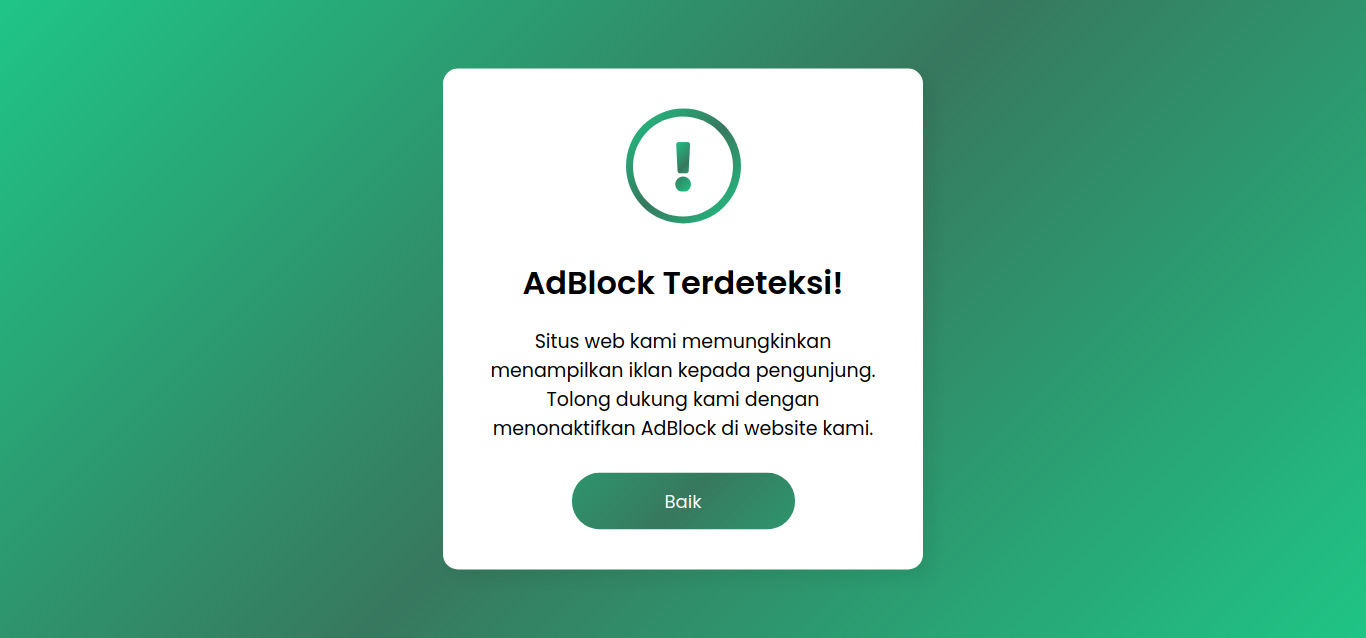 !
AdBlock Terdeteksi!
Situs web kami memungkinkan
menampilkan iklan kepada pengunjung.
Tolong dukung kami dengan
menonaktifkan AdBlock di website kami.
Baik